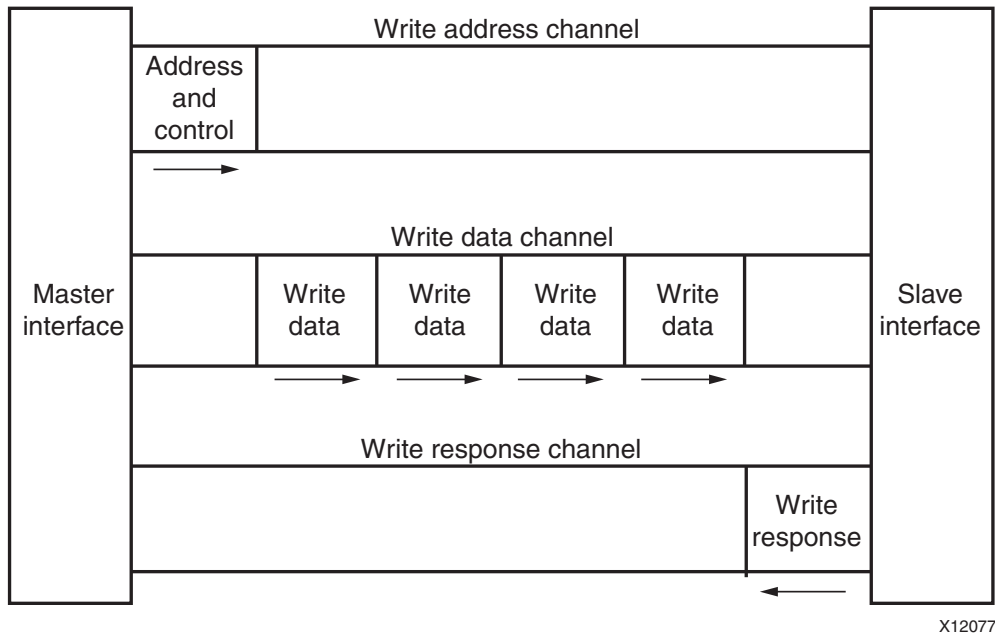 Write address channel
Address
and
control
Write data channel
Master
interface
Write
data
Write
data
Write
data
Write
data
Slave
interface
Write response channel
Write
response
X12077